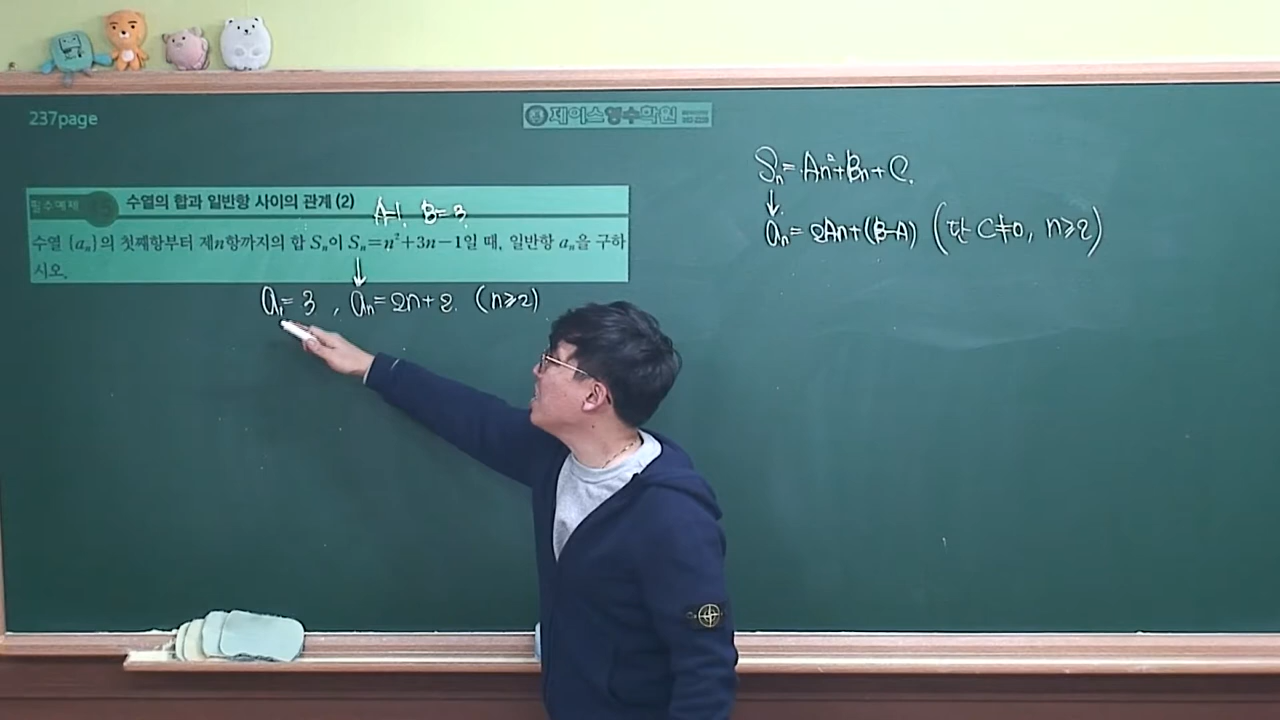 237page
제이스영수학원
필수예제
수열의 합과 일반항 사이의 관계 (2)
A=1, B=3
수열 {aₙ}의 첫째항부터 제n항까지의 합 Sₙ이 Sₙ=n²+3n−1일 때, 일반항 aₙ을 구하
시오.
a₁=3 , aₙ=2n+2. (n≥2)
Sₙ=An²+Bn+C.
↓
aₙ=2An+(B-A) (단 C≠0, n≥2)